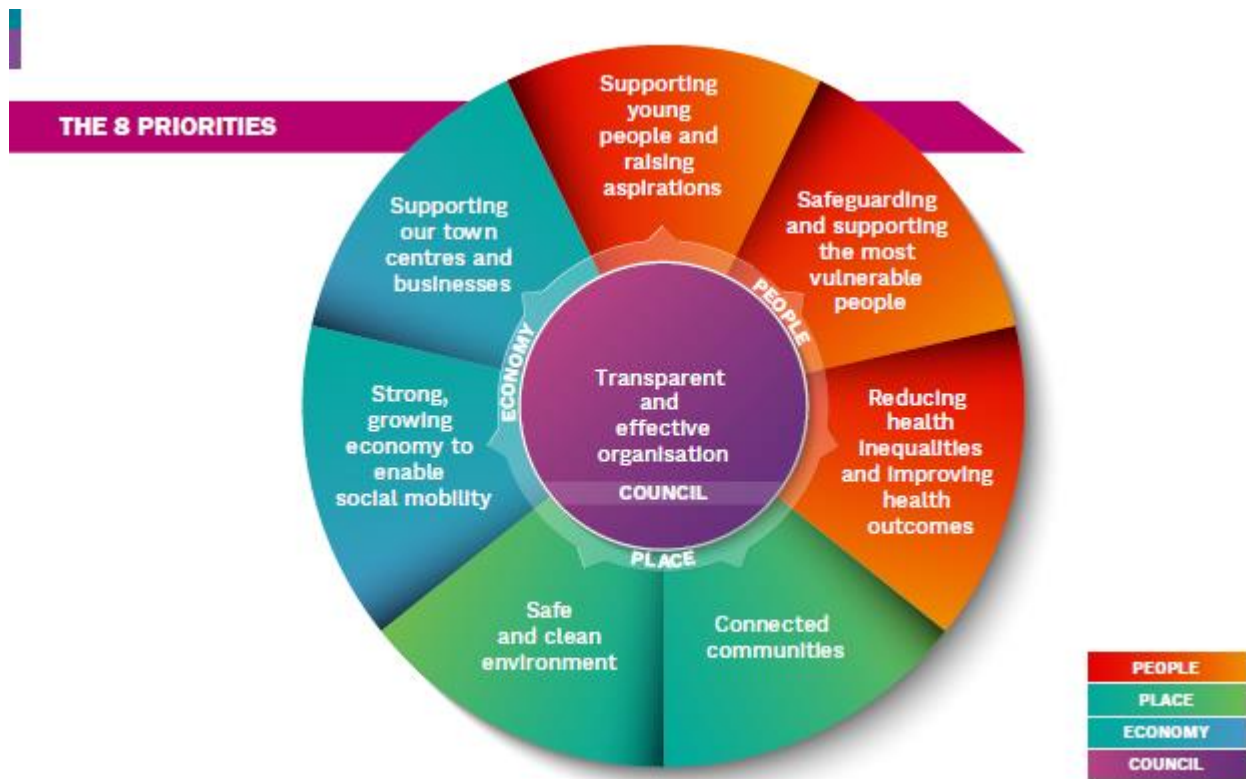 THE 8 PRIORITIES
Supporting
young
people and
raising
aspirations
Safeguarding
and supporting
the most
vulnerable
people
Reducing
health
inequalities
and improving
health
outcomes
Connected
communities
Safe
and clean
environment
Strong,
growing
economy to
enable
social mobility
Supporting
our town
centres and
businesses
PEOPLE
PLACE
ECONOMY
Transparent
and
effective
organisation
COUNCIL
PEOPLE
PLACE
ECONOMY
COUNCIL